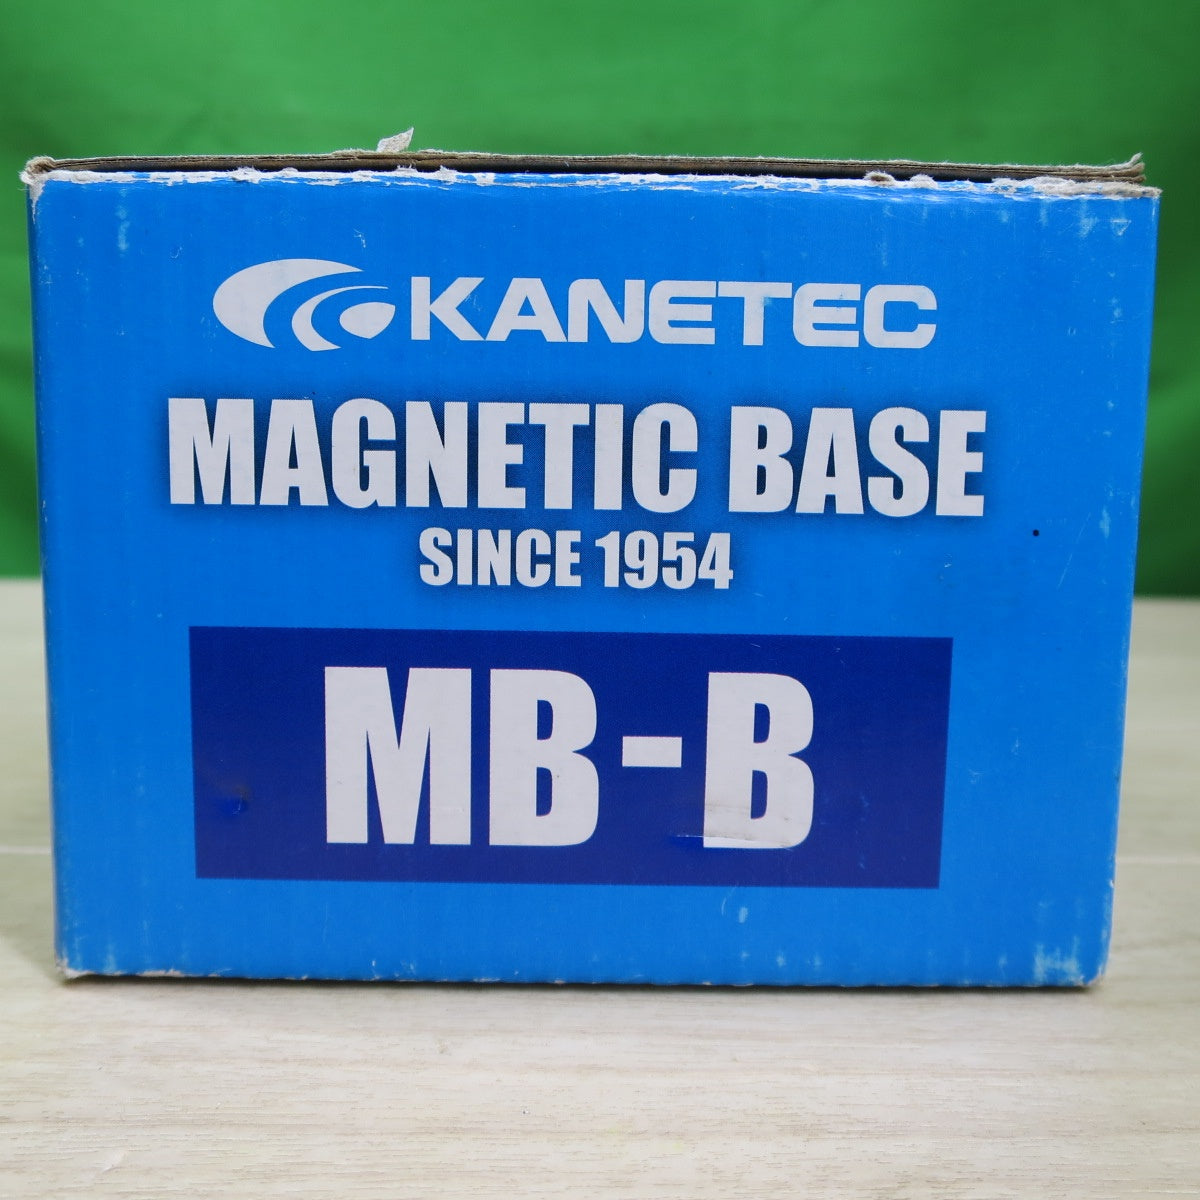 KANETEC
MAGNETIC BASE
SINCE 1954
MB-B